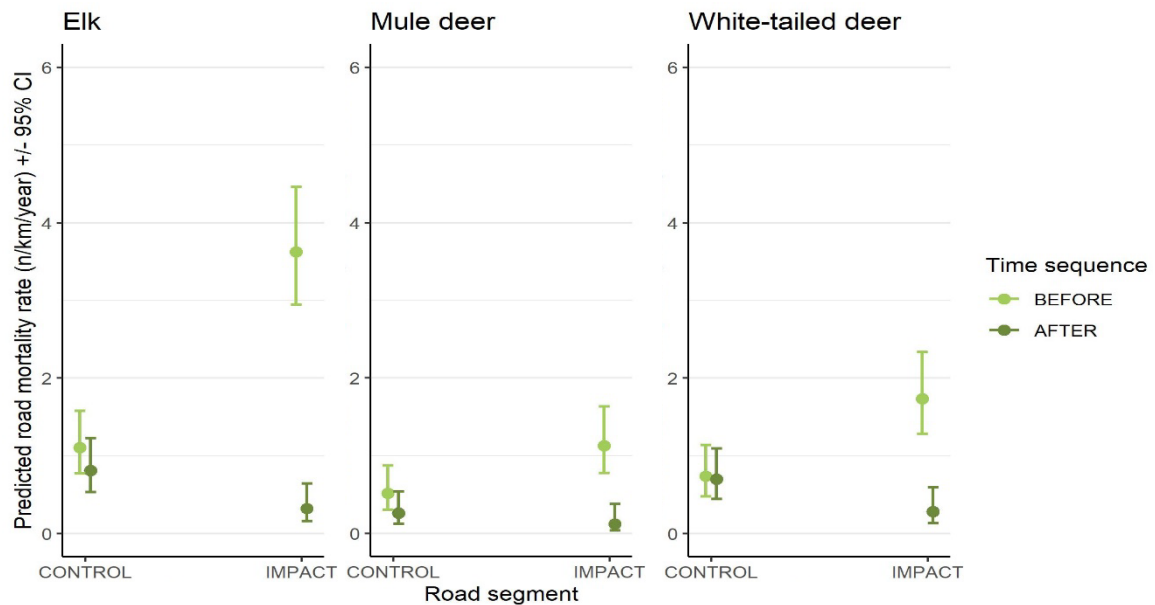 Elk
Mule deer
White-tailed deer
Predicted road mortality rate (n/km/year) +/- 95% CI
6
4
2
0
6
4
2
0
6
4
2
0
CONTROL
IMPACT
CONTROL
IMPACT
CONTROL
IMPACT
Road segment
Time sequence
BEFORE
AFTER